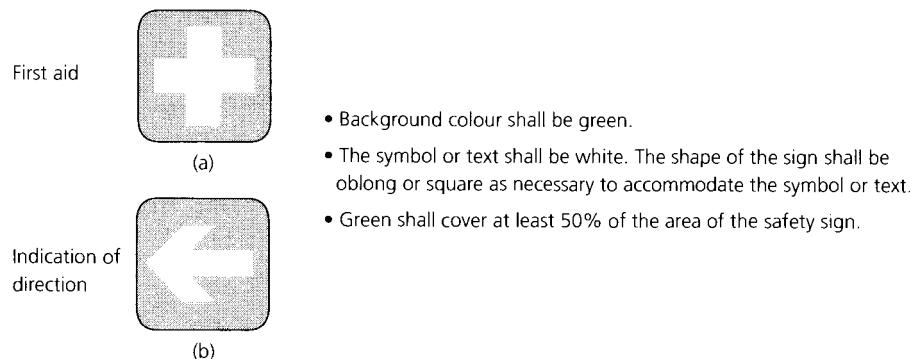 First aid
(a)
• Background colour shall be green.
• The symbol or text shall be white. The shape of the sign shall be
oblong or square as necessary to accommodate the symbol or text.
• Green shall cover at least 50% of the area of the safety sign.
Indication of
direction
(b)